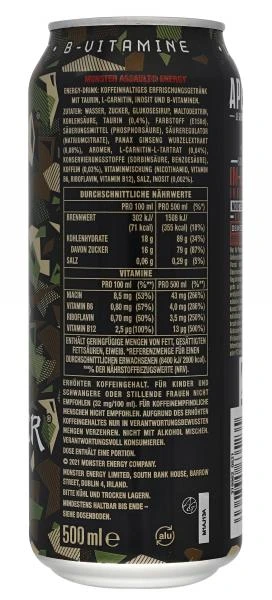 B-VITAMINE
MONSTER ASSAULT® ENERGY
ENERGY-DRINK: KOFFEINHALTIGES ERFRISCHUNGSGETRÄNK
MIT TAURIN, L-CARNITIN, INOSIT UND B-VITAMINEN.
ZUTATEN: WASSER, ZUCKER, GLUKOSESIRUP, MALTODEXTRIN,
KOHLENSÄURE, TAURIN (0,4%), FARBSTOFF (E150d),
SÄUERUNGSMITTEL (PHOSPHORSÄURE), SÄUREREGULATOR
(NATRIUMCITRATE), PANAX GINSENG WURZELEXTRAKT
(0,08%), AROMEN, L-CARNITIN L-TARTRAT (0,04%),
KONSERVIERUNGSSTOFFE (SORBINSÄURE, BENZOESÄURE),
KOFFEIN (0,03%), VITAMINMISCHUNG (NICOTINAMID, VITAMIN
B6, RIBOFLAVIN, VITAMIN B12), SALZ, INOSIT (0,002%).
DURCHSCHNITTLICHE NÄHRWERTE
PRO 100 ml PRO 500 ml (%*)
BRENNWERT 302 kJ/ 1508 kJ/
(71 kcal) (355 kcal) (18%)
KOHLENHYDRATE 18 g 89 g (34%)
DAVON ZUCKER 16 g 79 g (87%)
SALZ 0,06 g 0,29 g (5%)
VITAMINE
PRO 100 ml (%**) PRO 500 ml (%**)
NIACIN 8,5 mg (53%) 43 mg (266%)
VITAMIN B6 0,80 mg (57%) 4,0 mg (286%)
RIBOFLAVIN 0,70 mg (50%) 3,5 mg (250%)
VITAMIN B12 2,5 µg (100%) 13 µg (500%)
ENTHÄLT GERINGFÜGIGE MENGEN VON FETT, GESÄTTIGTEN
FETTSÄUREN, EIWEIß. *REFERENZMENGE FÜR EINEN
DURCHSCHNITTLICHEN ERWACHSENEN (8400 kJ/ 2000 kcal)
**% DER NÄHRSTOFFBEZUGSWERTE (NRV).
ERHÖHTER KOFFEINGEHALT. FÜR KINDER UND
SCHWANGERE ODER STILLENDE FRAUEN NICHT
EMPFOHLEN (32 mg/100 ml). FÜR KOFFEINEMPFINDLICHE
MENSCHEN NICHT EMPFOHLEN. AUFGRUND DES ERHÖHTEN
KOFFEINGEHALTES NUR IN VERANTWORTUNGSBEWUSSTEN
MENGEN VERZEHREN. NICHT MIT ALKOHOL MISCHEN.
VERANTWORTUNGSVOLL KONSUMIEREN.
DOSE ENTHÄLT EINE PORTION.
© 2021 MONSTER ENERGY COMPANY.
MONSTER ENERGY LIMITED, SOUTH BANK HOUSE, BARROW
STREET, DUBLIN 4, IRLAND.
BITTE KÜHL UND TROCKEN LAGERN.
MINDESTENS HALTBAR BIS ENDE -
SIEHE DOSENBODEN.
500 ml e
alu